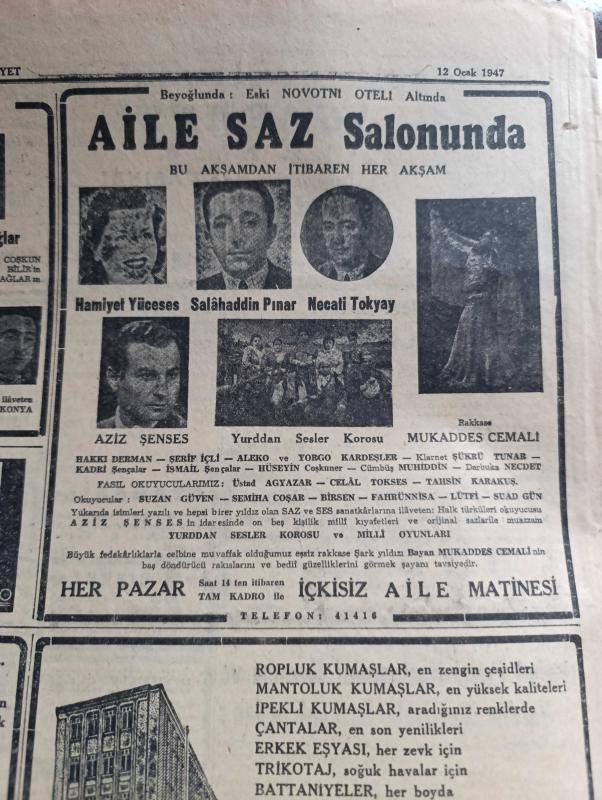 YET
12 Ocak 1947
Beyoğlunda : Eski NOVOTNİ OTELİ Altında
AİLE SAZ Salonunda
BU AKŞAMDAN İTİBAREN HER AKŞAM
Hamiyet Yüceses Salâhaddin Pınar Necati Tokyay
AZİZ ŞENSES
Yurddan Sesler Korosu
Rakkase
MUKADDES CEMALİ
HAKKI DERMAN — ŞERİF İÇLİ — ALEKO ve YORGO KARDEŞLER — Klarnet ŞÜKRÜ TUNAR —
KADRİ Şençalar — İSMAİL Şençalar — HÜSEYİN Coşkuner — Cümbüş MUHİDDİN — Darbuka NECDET
FASIL OKUYUCULARIMIZ: Üstad AGYAZAR — CELÂL TOKSES — TAHSİN KARAKUŞ.
Okuyucular : SUZAN GÜVEN — SEMİHA COŞAR — BİRSEN — FAHRÜNNİSA — LÛTFİ — SUAD GÜN
Yukarıda isimleri yazılı ve hepsi birer yıldız olan SAZ ve SES sanatkârlarına ilâveten: Halk türküleri okuyucusu
AZİZ ŞENSES in idaresinde on beş kişilik millî kıyafetleri ve orijinal sazlarile muazzam
YURDDAN SESLER KOROSU ve MİLLÎ OYUNLARI
Büyük fedakârlıklarla celbine muvaffak olduğumuz eşsiz rakkase Şark yıldızı Bayan MUKADDES CEMALİ nin
baş döndürücü rakıslarını ve bediî güzelliklerini görmek şayanı tavsiyedir.
HER PAZAR Saat 14 ten itibaren
TAM KADRO ile İÇKİSİZ AİLE MATİNESİ
TELEFON: 41416
ğlar
COŞKUN
BİLİR'in
AĞLAR ın
ilâveten
KONYA
ROPLUK KUMAŞLAR, en zengin çeşidleri
MANTOLUK KUMAŞLAR, en yüksek kaliteleri
İPEKLİ KUMAŞLAR, aradığınız renklerde
ÇANTALAR, en son yenilikleri
ERKEK EŞYASI, her zevk için
TRİKOTAJ, soğuk havalar için
BATTANİYELER, her boyda